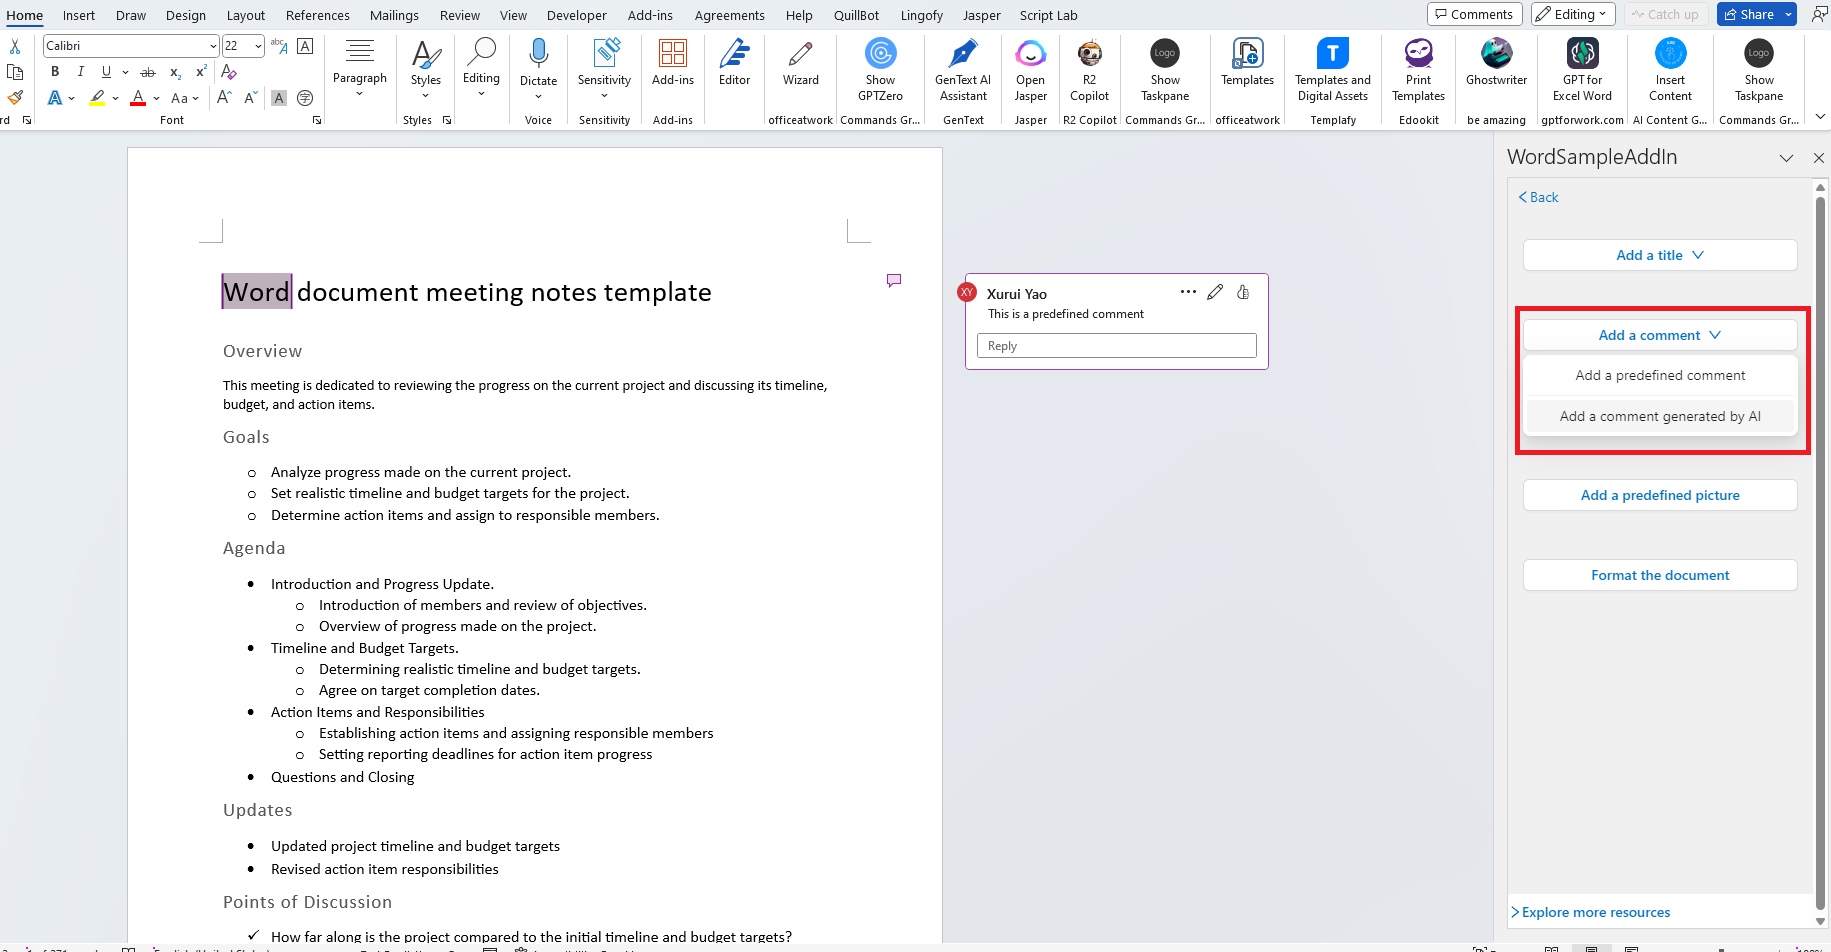 Home Insert Draw Design Layout References Mailings Review View Developer Add-ins Agreements Help QuillBot Lingofy Jasper Script Lab Comments Editing Catch up Share
Calibri 22 abc A A
Paragraph Styles Editing Dictate Sensitivity Add-ins Editor Wizard Show GPTZero GenText AI Assistant Open Jasper R2 Copilot Logo Show Taskpane Templates Templates and Digital Assets Print Templates Ghostwriter GPT for Excel Word Insert Content Logo Show Taskpane
B I U ab x2 x2 A
A A Aa A A A
rd Font Styles Voice Sensitivity Add-ins officeatwork Commands Gr... GenText Jasper R2 Copilot Commands Gr... officeatwork Templafy Edookit be amazing gptforwork.com AI Content G... Commands Gr...
Word document meeting notes template
Overview
This meeting is dedicated to reviewing the progress on the current project and discussing its timeline,
budget, and action items.
Goals
o Analyze progress made on the current project.
o Set realistic timeline and budget targets for the project.
o Determine action items and assign to responsible members.
Agenda
• Introduction and Progress Update.
o Introduction of members and review of objectives.
o Overview of progress made on the project.
• Timeline and Budget Targets.
o Determining realistic timeline and budget targets.
o Agree on target completion dates.
• Action Items and Responsibilities
o Establishing action items and assigning responsible members
o Setting reporting deadlines for action item progress
• Questions and Closing
Updates
• Updated project timeline and budget targets
• Revised action item responsibilities
Points of Discussion
✓ How far along is the project compared to the initial timeline and budget targets?
XY Xurui Yao
This is a predefined comment
Reply
WordSampleAddIn
Back
Add a title
Add a comment
Add a predefined comment
Add a comment generated by AI
Add a predefined picture
Format the document
Explore more resources